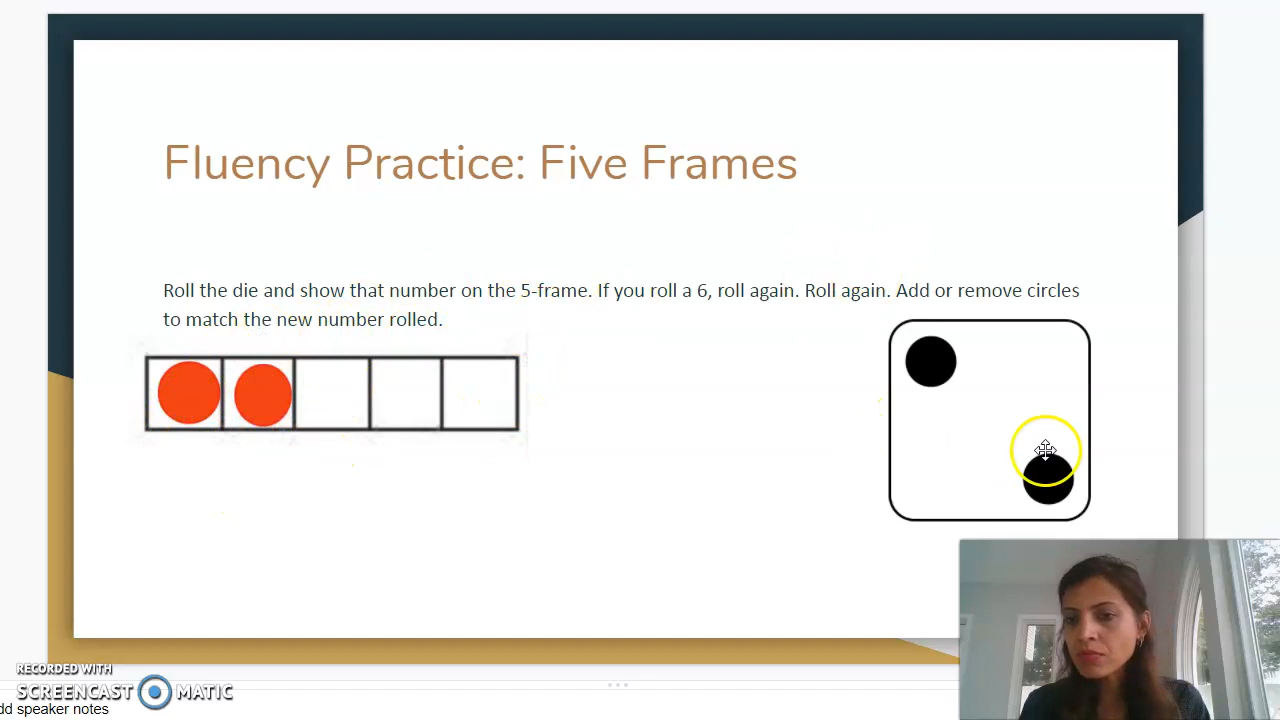 Fluency Practice: Five Frames
Roll the die and show that number on the 5-frame. If you roll a 6, roll again. Roll again. Add or remove circles
to match the new number rolled.
RECORDED WITH
SCREENCAST MATIC
dd speaker notes